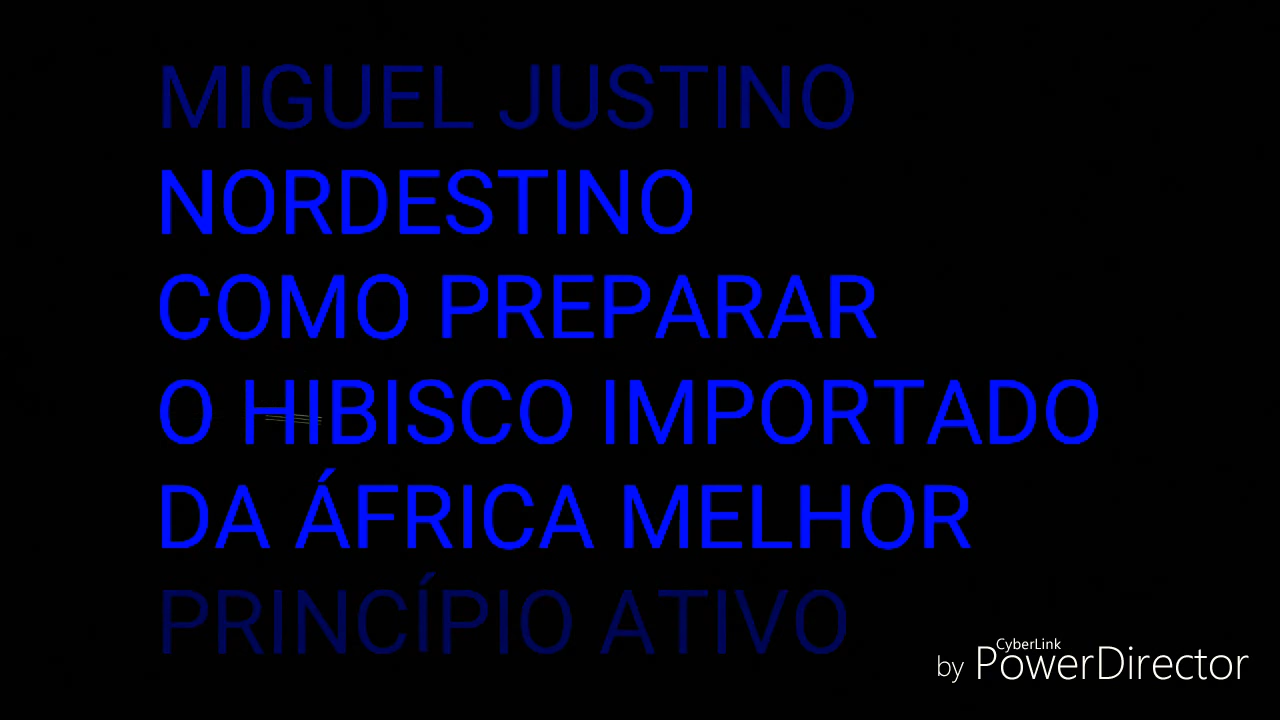 MIGUEL JUSTINO
NORDESTINO
COMO PREPARAR
O HIBISCO IMPORTADO
DA ÁFRICA MELHOR
PRINCÍPIO ATIVO
CyberLink
by PowerDirector